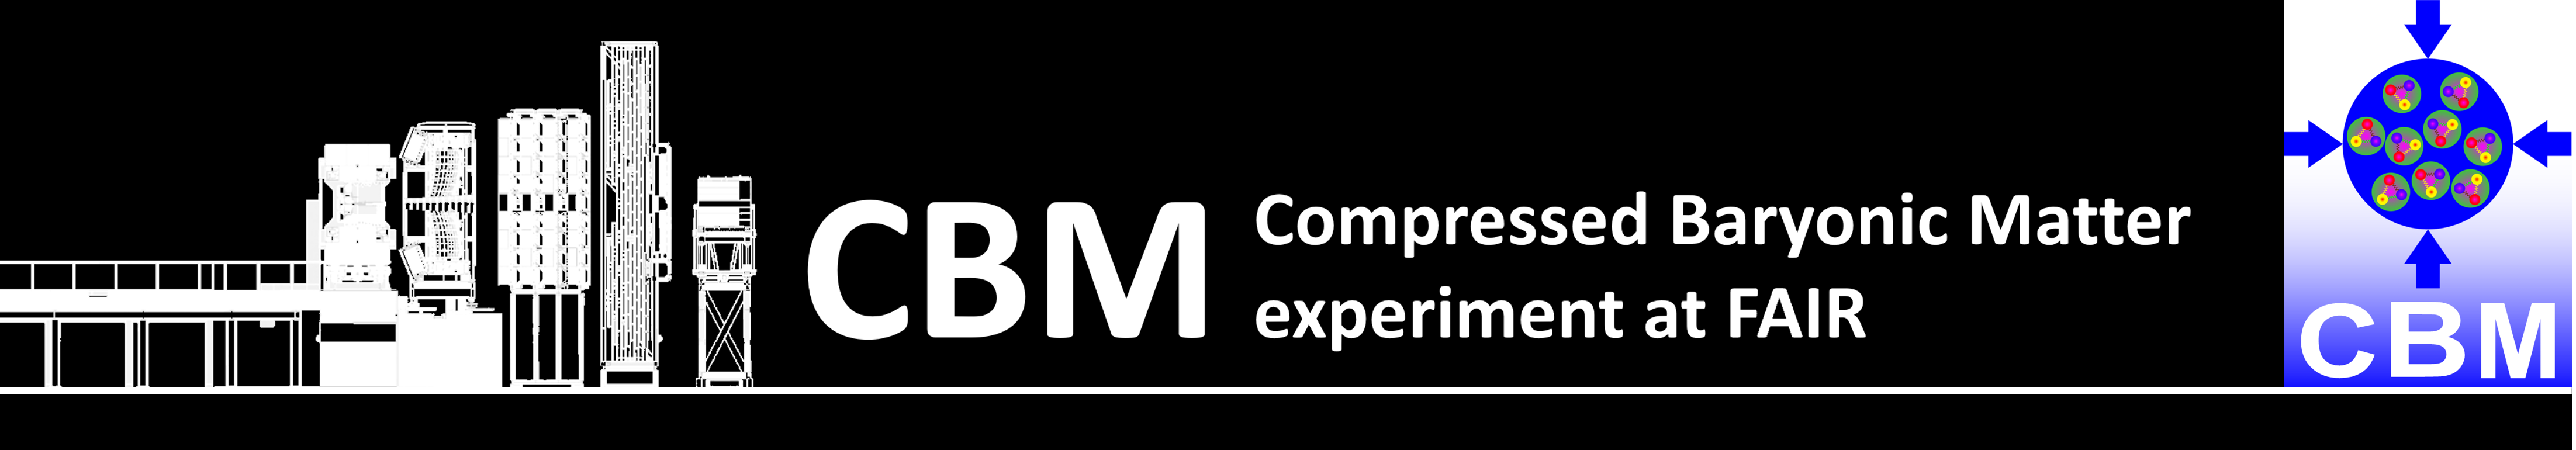 CBM
Compressed Baryonic Matter
experiment at FAIR
CBM